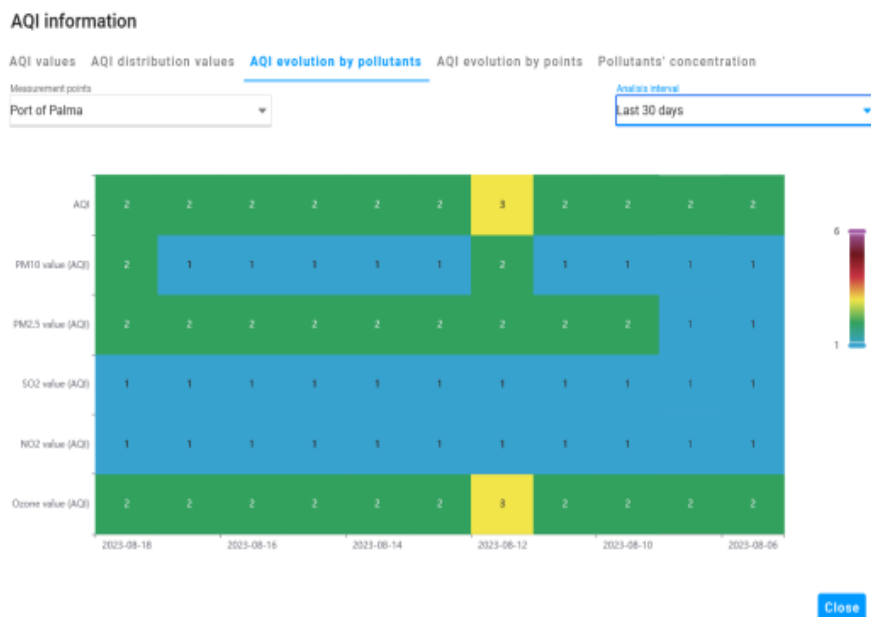 AQI information
AQI values AQI distribution values AQI evolution by pollutants AQI evolution by points Pollutants' concentration
Measurement points Analisis interval
Port of Palma Last 30 days
AQI 2 2 2 2 2 2 3 2 2 2 2
6
PM10 value (AQI) 2 1 1 1 1 1 2 1 1 1 1
PM2.5 value (AQI) 2 2 2 2 2 2 2 2 2 1 1
1
SO2 value (AQI) 1 1 1 1 1 1 1 1 1 1 1
NO2 value (AQI) 1 1 1 1 1 1 1 1 1 1 1
Ozone value (AQI) 2 2 2 2 2 2 3 2 2 2 2
2023-08-18 2023-08-16 2023-08-14 2023-08-12 2023-08-10 2023-08-06
Close